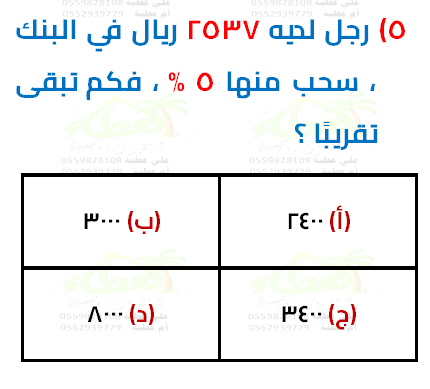 علي عطيه 0559828108
أم عطيه 0552939779
٥) رجل لديه ٢٥٣٧ ريال في البنك
، سحب منها ٥ % ، فكم تبقى
تقريبًا ؟
علي عطيه 0559828108
أم عطيه
(أ) ٢٤٠٠
(ب) ٣٠٠٠
علي عطيه 0559828108
أم عطيه 0552939779
(ج) ٣٤٠٠
(د) ٨٠٠٠
علي عطيه 0559828108
أم عطيه 0552939779